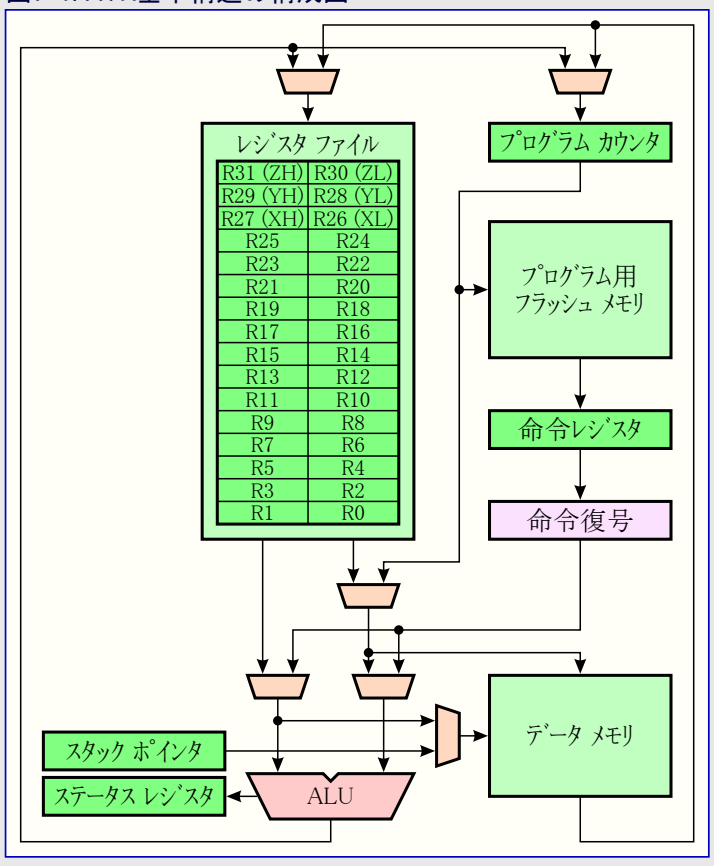 レジスタ ファイル
R31 (ZH) R30 (ZL)
R29 (YH) R28 (YL)
R27 (XH) R26 (XL)
R25 R24
R23 R22
R21 R20
R19 R18
R17 R16
R15 R14
R13 R12
R11 R10
R9 R8
R7 R6
R5 R4
R3 R2
R1 R0
プログラム カウンタ
プログラム用
フラッシュ メモリ
命令レジスタ
命令復号
データ メモリ
スタック ポインタ
ステータス レジスタ
ALU